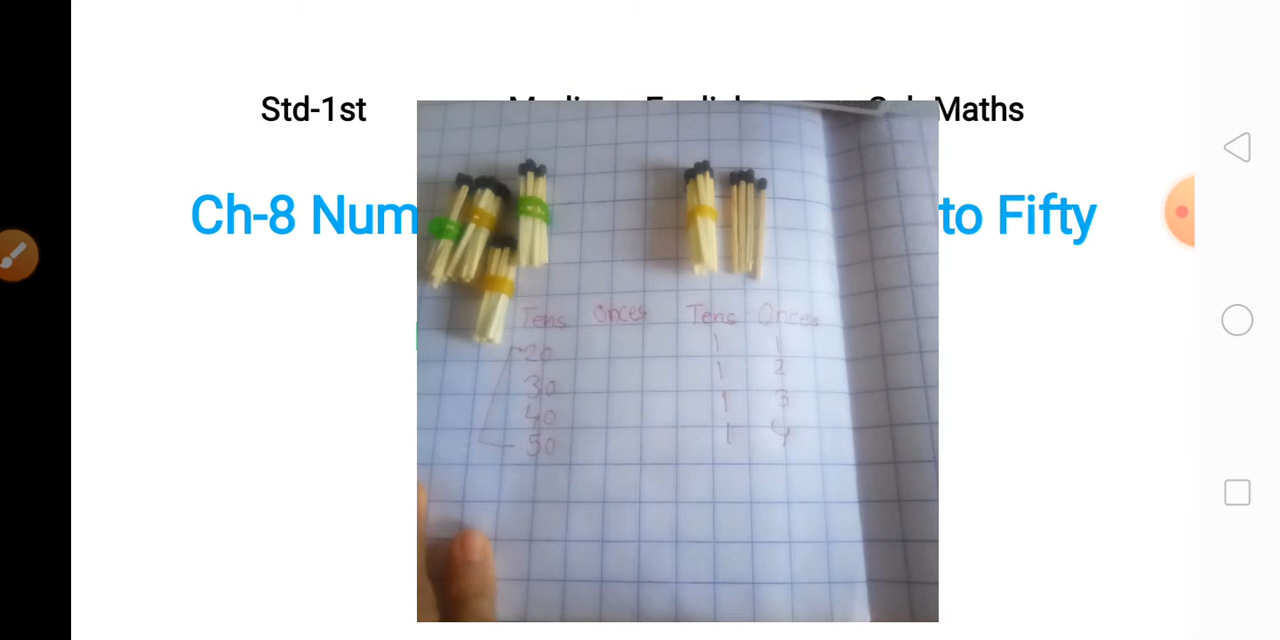 Std-1st Maths
Ch-8 Num to Fifty
Tens Onces Tens Onces
20 1 1
30 1 2
40 1 3
50 1 4